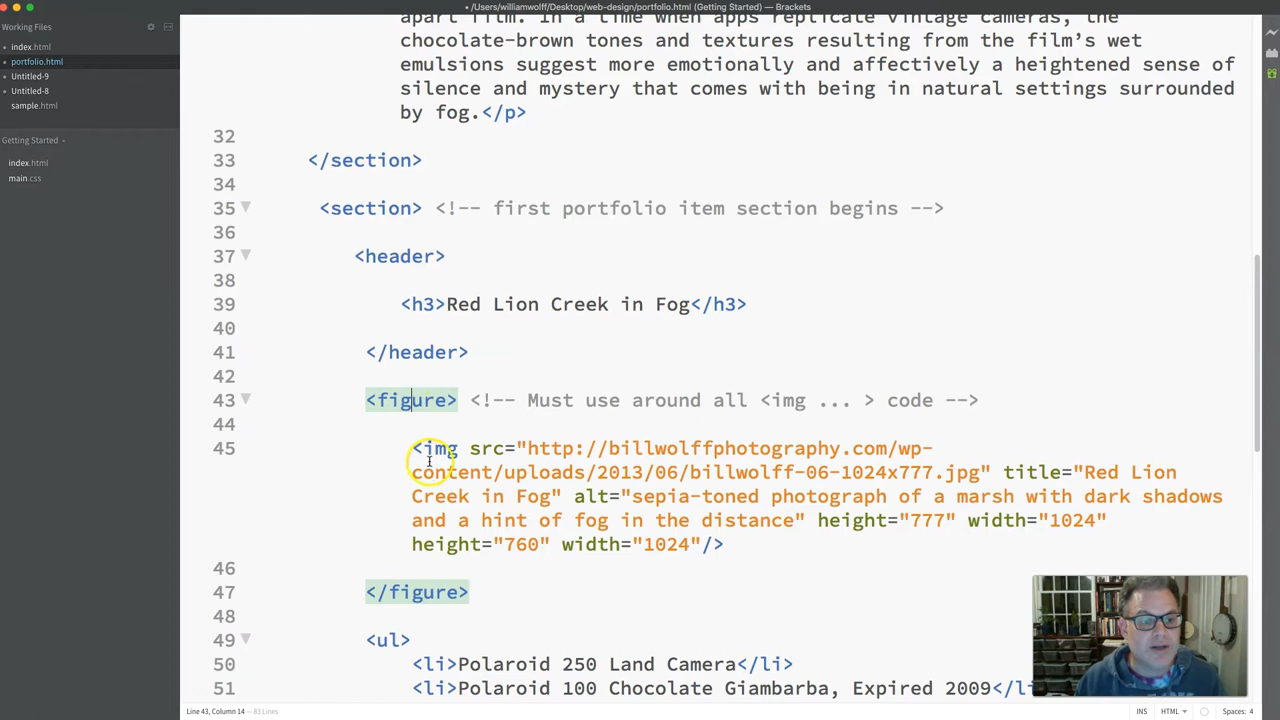 • /Users/williamwolff/Desktop/web-design/portfolio.html (Getting Started) — Brackets
Working Files
index.html
portfolio.html
Untitled-9
Untitled-8
sample.html
Getting Started
index.html
main.css
apart film. In a time when apps replicate vintage cameras, the
chocolate-brown tones and textures resulting from the film's wet
emulsions suggest more emotionally and affectively a heightened sense of
silence and mystery that comes with being in natural settings surrounded
by fog.</p>
32
33 </section>
34
35 <section> <!-- first portfolio item section begins -->
36
37 <header>
38
39 <h3>Red Lion Creek in Fog</h3>
40
41 </header>
42
43 <figure> <!-- Must use around all <img ... > code -->
44
45 <img src="http://billwolffphotography.com/wp-
content/uploads/2013/06/billwolff-06-1024x777.jpg" title="Red Lion
Creek in Fog" alt="sepia-toned photograph of a marsh with dark shadows
and a hint of fog in the distance" height="777" width="1024"
height="760" width="1024"/>
46
47 </figure>
48
49 <ul>
50 <li>Polaroid 250 Land Camera</li>
51 <li>Polaroid 100 Chocolate Giambarba, Expired 2009</li
Line 43, Column 14 — 83 Lines
INS HTML Spaces: 4